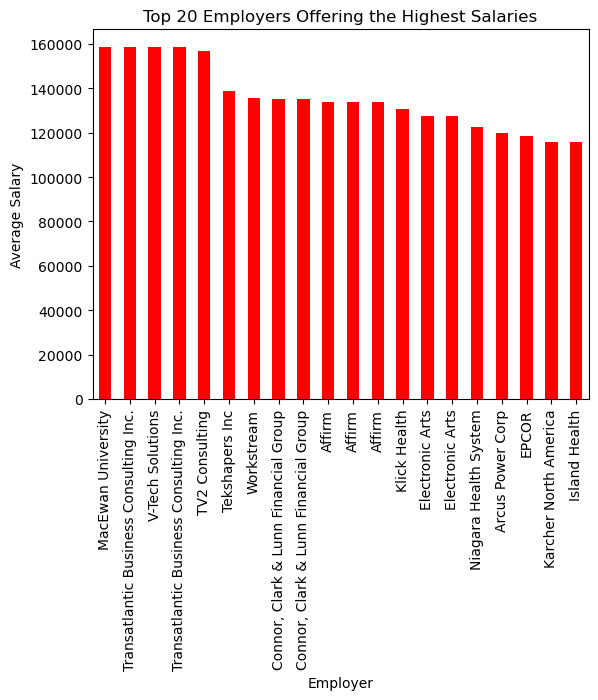 Top 20 Employers Offering the Highest Salaries
160000
140000
120000
100000
80000
60000
40000
20000
0
Average Salary
MacEwan University
Transatlantic Business Consulting Inc.
V-Tech Solutions
Transatlantic Business Consulting Inc.
TV2 Consulting
Tekshapers Inc
Workstream
Connor, Clark & Lunn Financial Group
Connor, Clark & Lunn Financial Group
Affirm
Affirm
Affirm
Klick Health
Electronic Arts
Electronic Arts
Niagara Health System
Arcus Power Corp
EPCOR
Karcher North America
Island Health
Employer